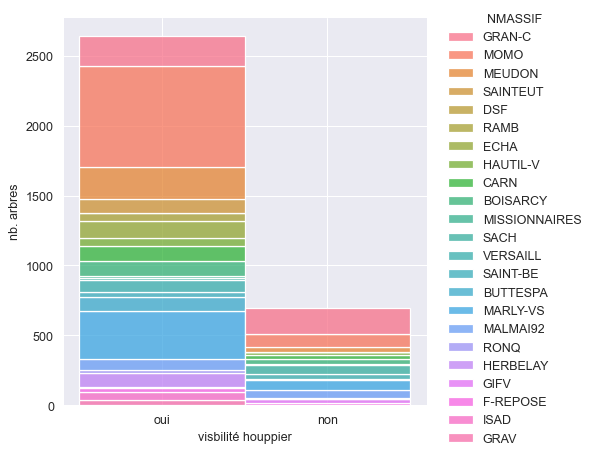 NMASSIF
GRAN-C
MOMO
MEUDON
SAINTEUT
DSF
RAMB
ECHA
HAUTIL-V
CARN
BOISARCY
MISSIONNAIRES
SACH
VERSAILL
SAINT-BE
BUTTESPA
MARLY-VS
MALMAI92
RONQ
HERBELAY
GIFV
F-REPOSE
ISAD
GRAV
nb. arbres
2500
2000
1500
1000
500
0
oui non
visbilité houppier